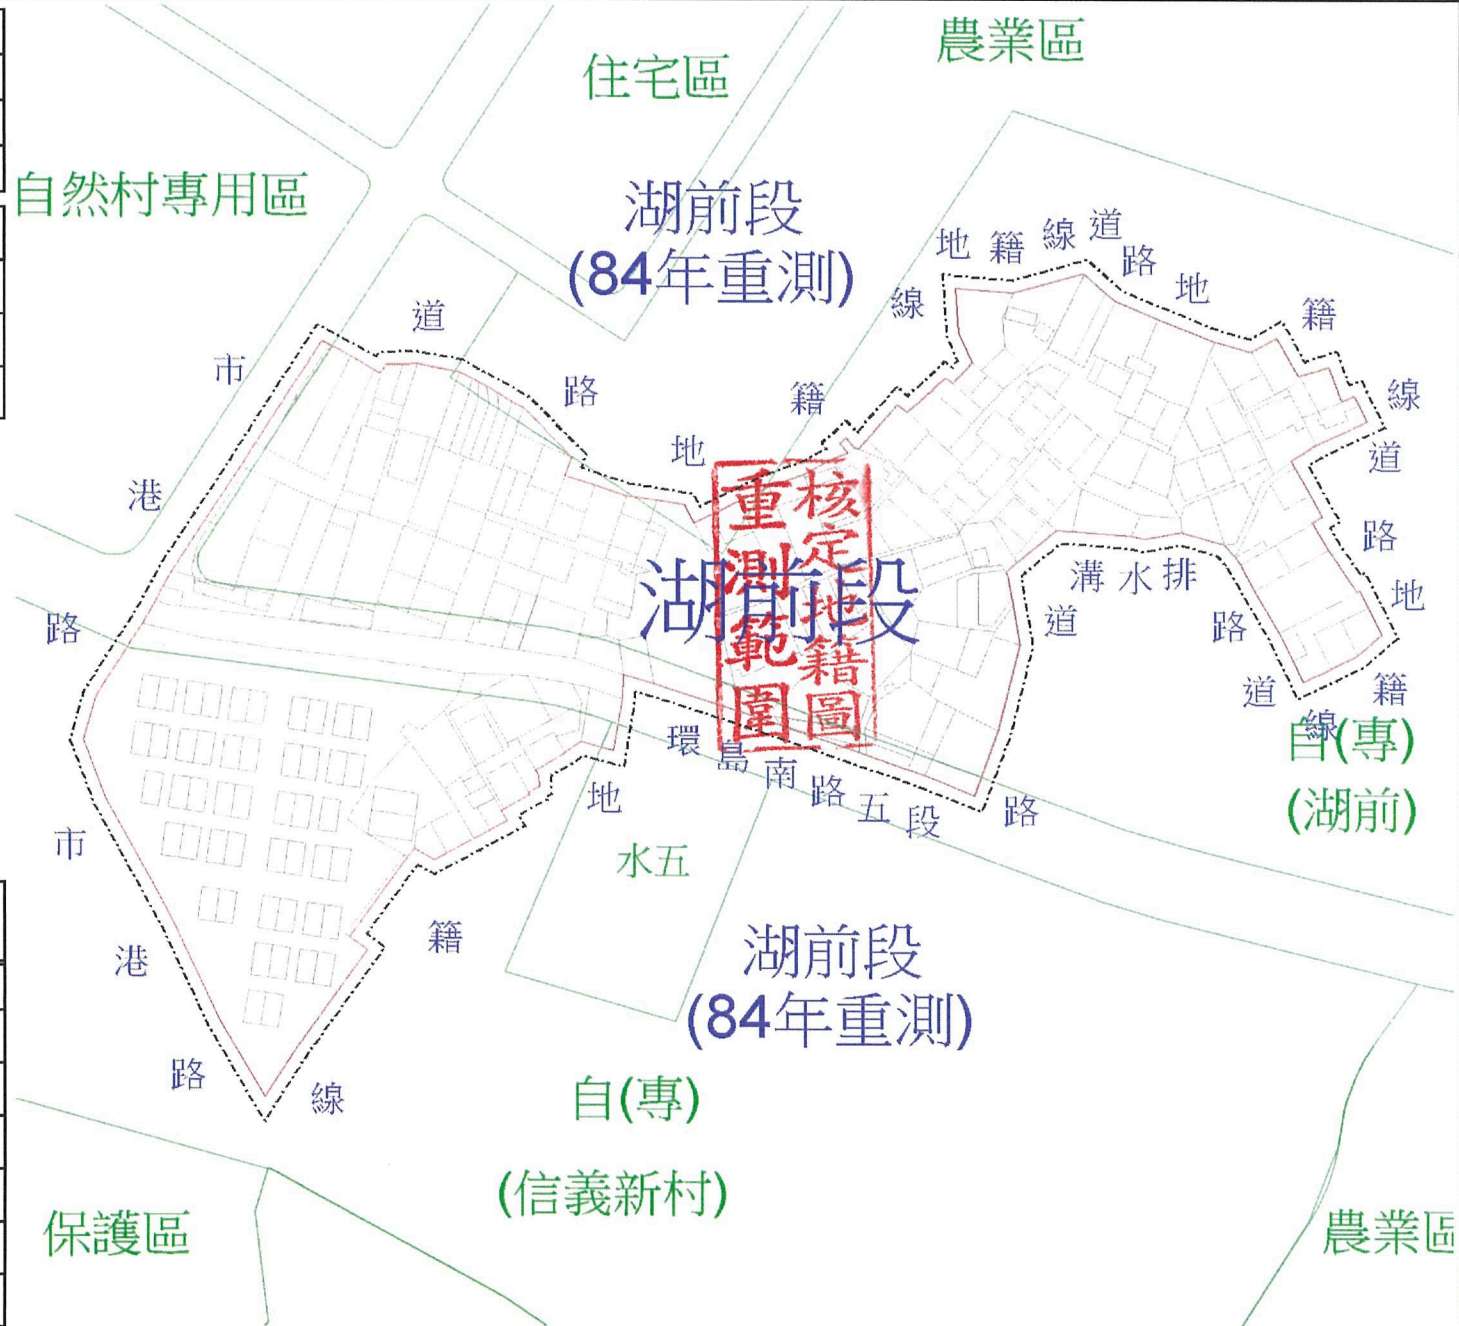 農業區
住宅區
自然村專用區
湖前段
(84年重測)
地籍線道路地籍線道路地籍線
道路地籍線
市港路
市港路
核定地籍圖
重測範圍
湖前段
排水溝
道路
道路
環島南路五段
地籍線
自(專)
(湖前)
水五
湖前段
(84年重測)
自(專)
(信義新村)
保護區
農業區